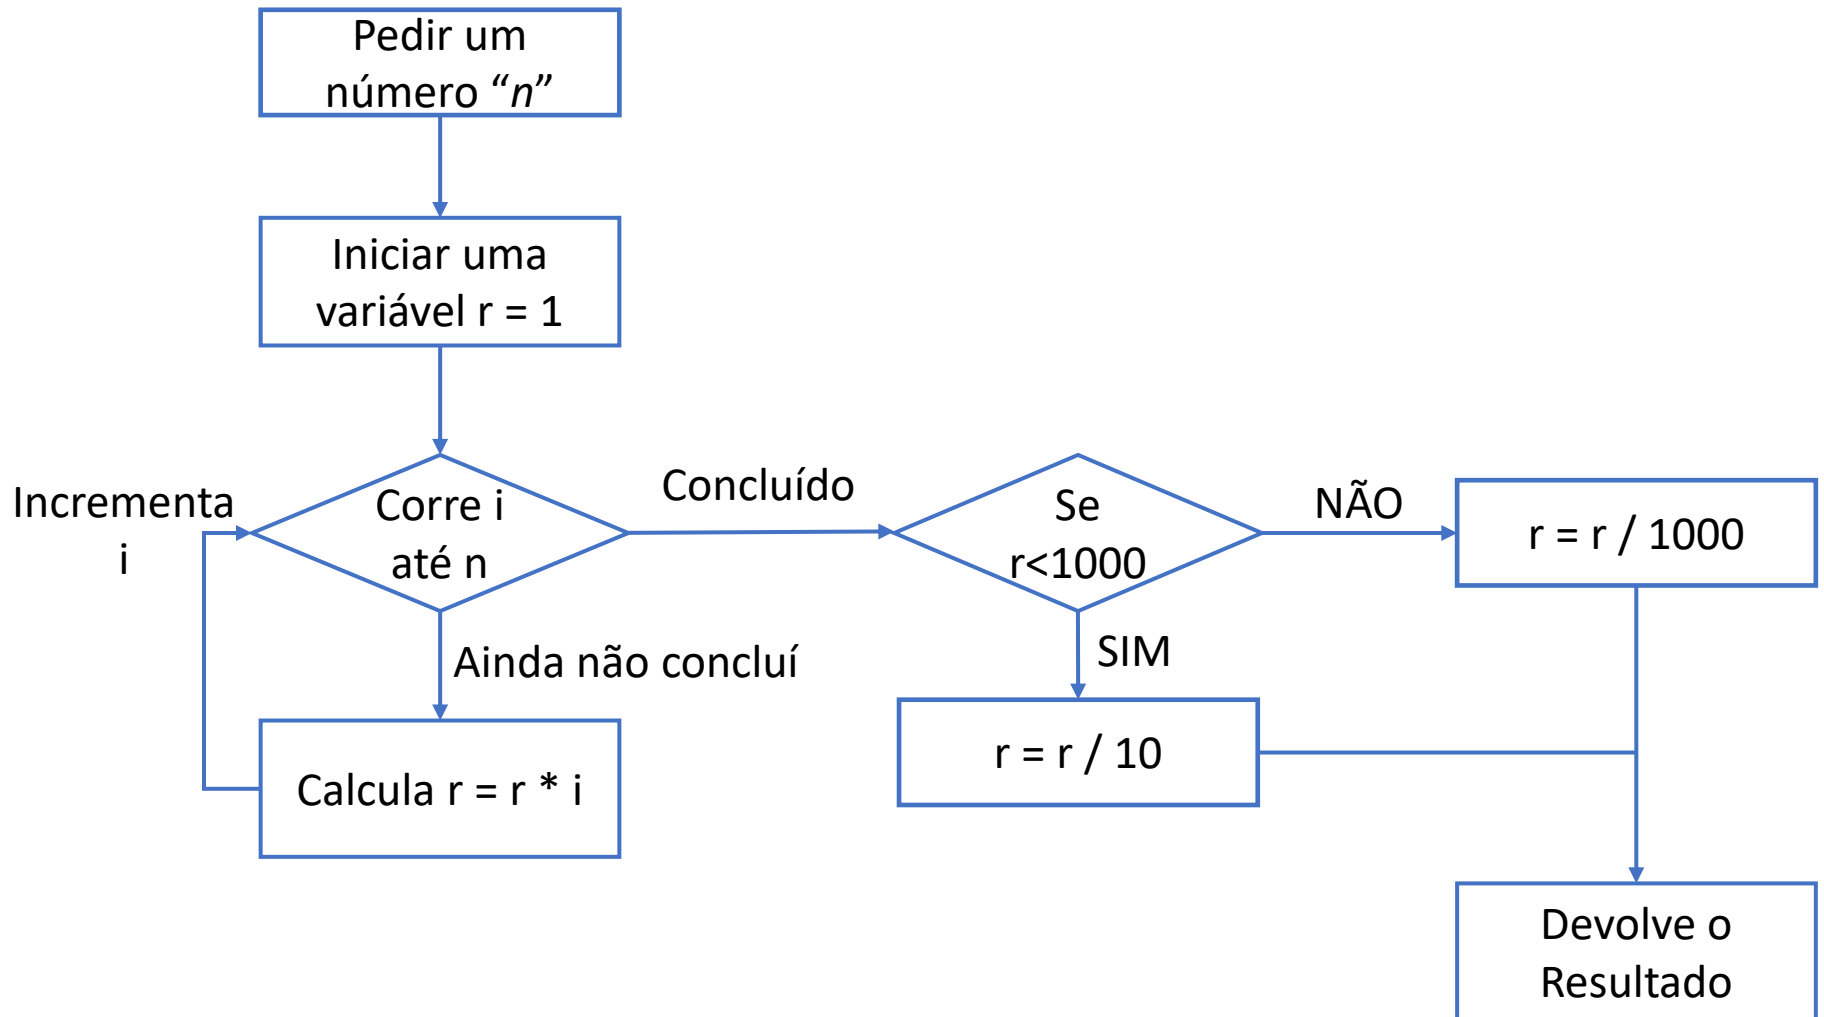 Pedir um
número “n”
Iniciar uma
variável r = 1
Incrementa
i
Corre i
até n
Concluído
Se
r<1000
NÃO
r = r / 1000
Ainda não concluí
SIM
Calcula r = r * i
r = r / 10
Devolve o
Resultado